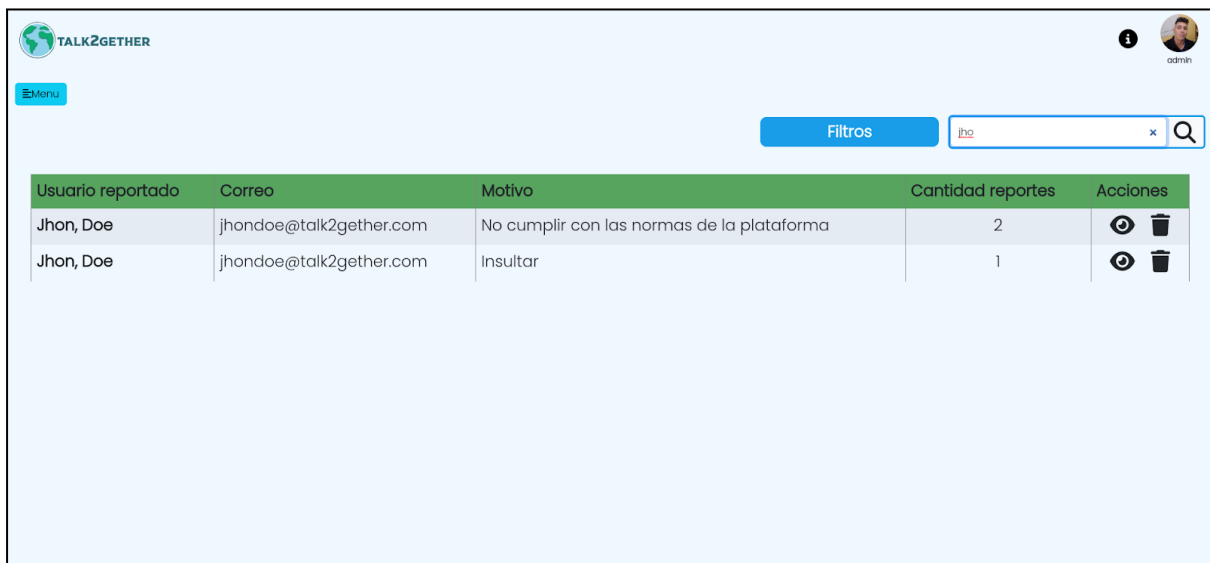 TALK2GETHER
admin
Menu
Filtros
jho
Usuario reportado Correo Motivo Cantidad reportes Acciones
Jhon, Doe jhondoe@talk2gether.com No cumplir con las normas de la plataforma 2
Jhon, Doe jhondoe@talk2gether.com Insultar 1